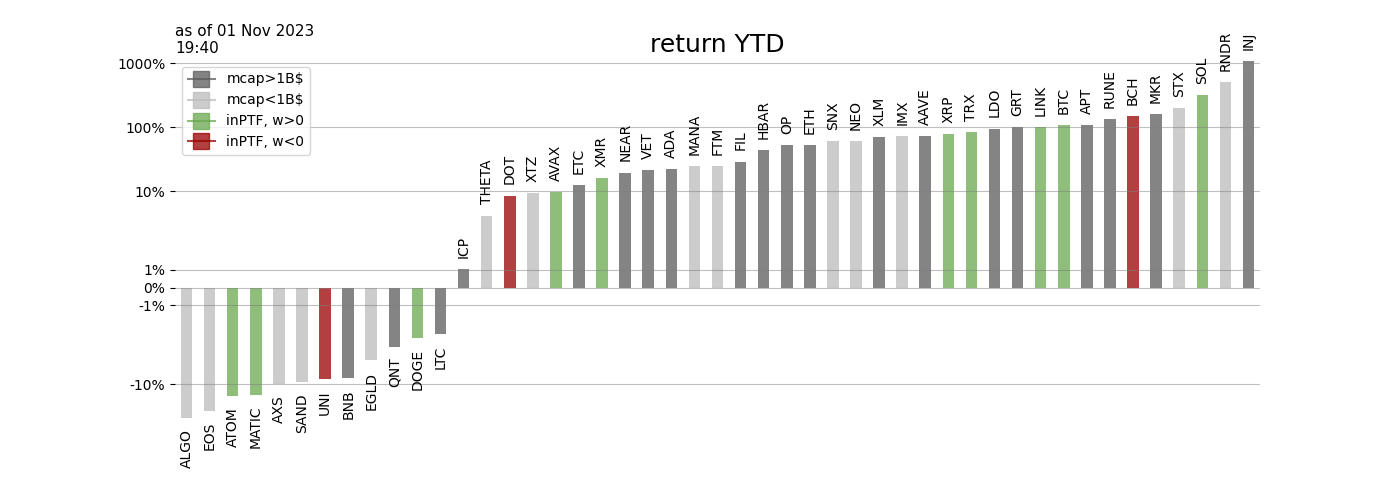 as of 01 Nov 2023
19:40
return YTD
1000%
100%
10%
1%
0%
-1%
-10%
mcap>1B$
mcap<1B$
inPTF, w>0
inPTF, w<0
ALGO
EOS
ATOM
MATIC
AXS
SAND
UNI
BNB
EGLD
QNT
DOGE
LTC
ICP
THETA
DOT
XTZ
AVAX
ETC
XMR
NEAR
VET
ADA
MANA
FTM
FIL
HBAR
OP
ETH
SNX
NEO
XLM
IMX
AAVE
XRP
TRX
LDO
GRT
LINK
BTC
APT
RUNE
BCH
MKR
STX
SOL
RNDR
INJ